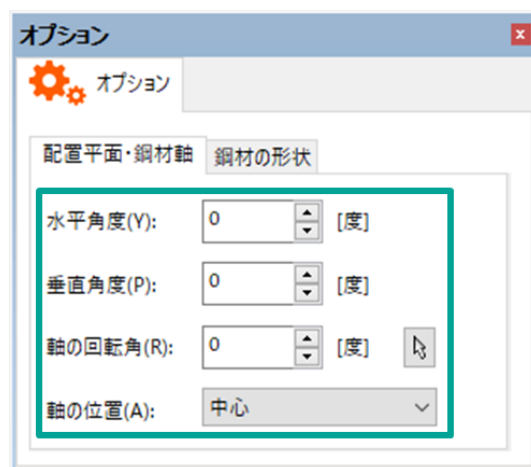 オプション
オプション
配置平面・鋼材軸 鋼材の形状
水平角度(Y): 0 [度]
垂直角度(P): 0 [度]
軸の回転角(R): 0 [度]
軸の位置(A): 中心